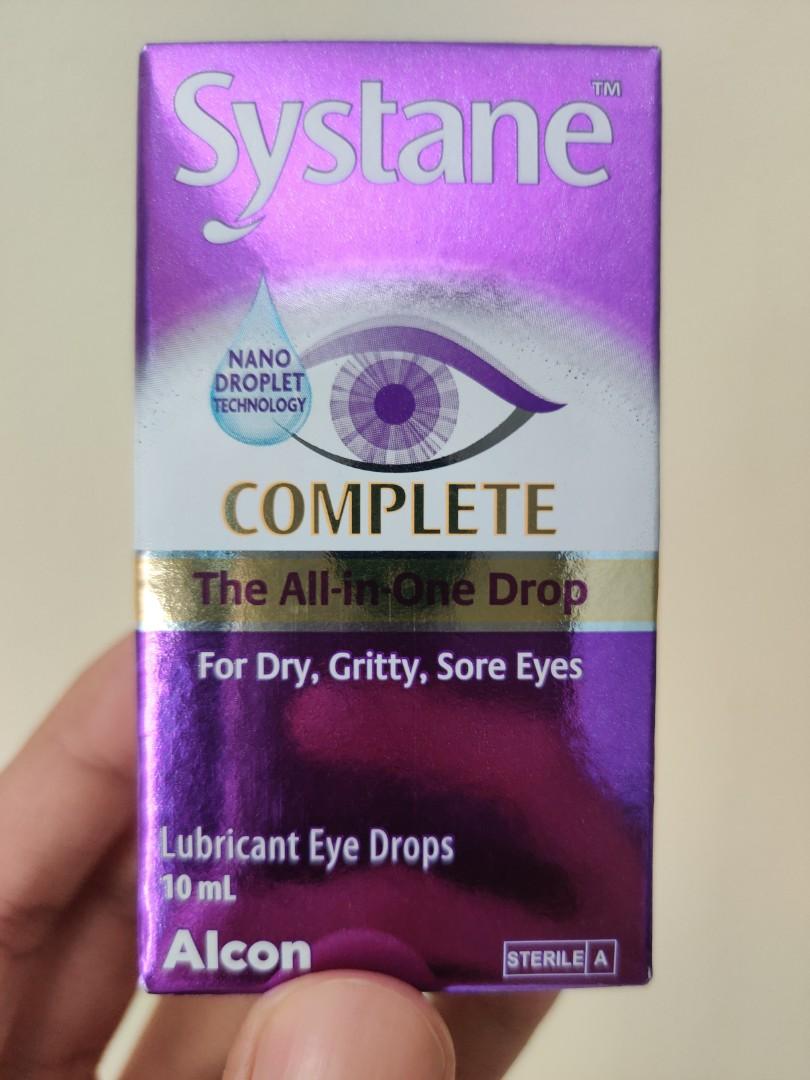 Systane™
NANO
DROPLET
TECHNOLOGY
COMPLETE
The All-in-One Drop
For Dry, Gritty, Sore Eyes
Lubricant Eye Drops
10 mL
Alcon
STERILE A